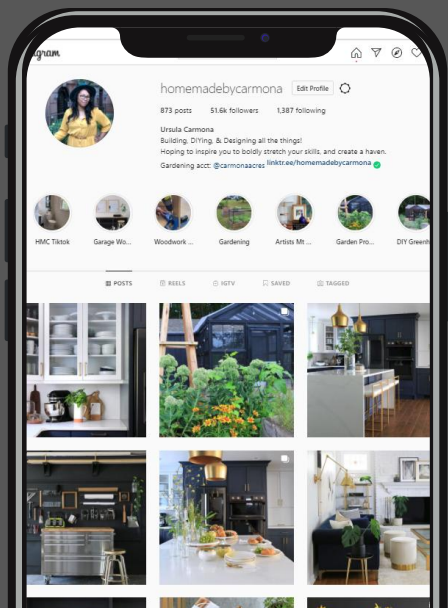 homemadebycarmona Edit Profile
873 posts 51.6k followers 1,387 following
Ursula Carmona
Building, DIYing, & Designing all the things!
Hoping to inspire you to boldly stretch your skills, and create a haven.
Gardening acct: @carmonaacres linktr.ee/homemadebycarmona
HMC Tiktok Garage Wo... Woodwork ... Gardening Artists Mt ... Garden Pro... DIY Greenh
POSTS REELS IGTV SAVED TAGGED